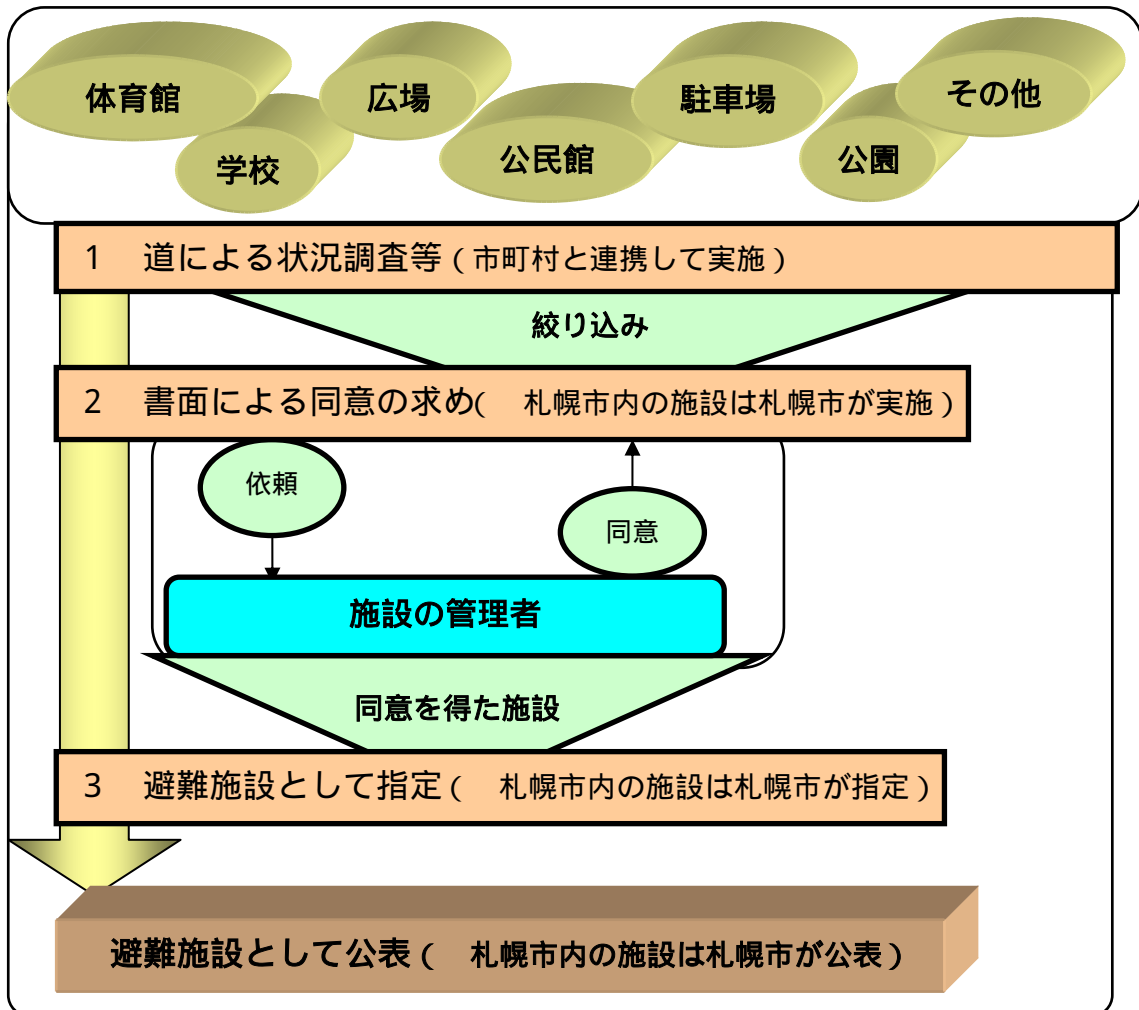 体育館
広場
駐車場
その他
学校
公民館
公園
1 道による状況調査等(市町村と連携して実施)
絞り込み
2 書面による同意の求め( 札幌市内の施設は札幌市が実施)
依頼
同意
施設の管理者
同意を得た施設
3 避難施設として指定( 札幌市内の施設は札幌市が指定)
避難施設として公表( 札幌市内の施設は札幌市が公表)